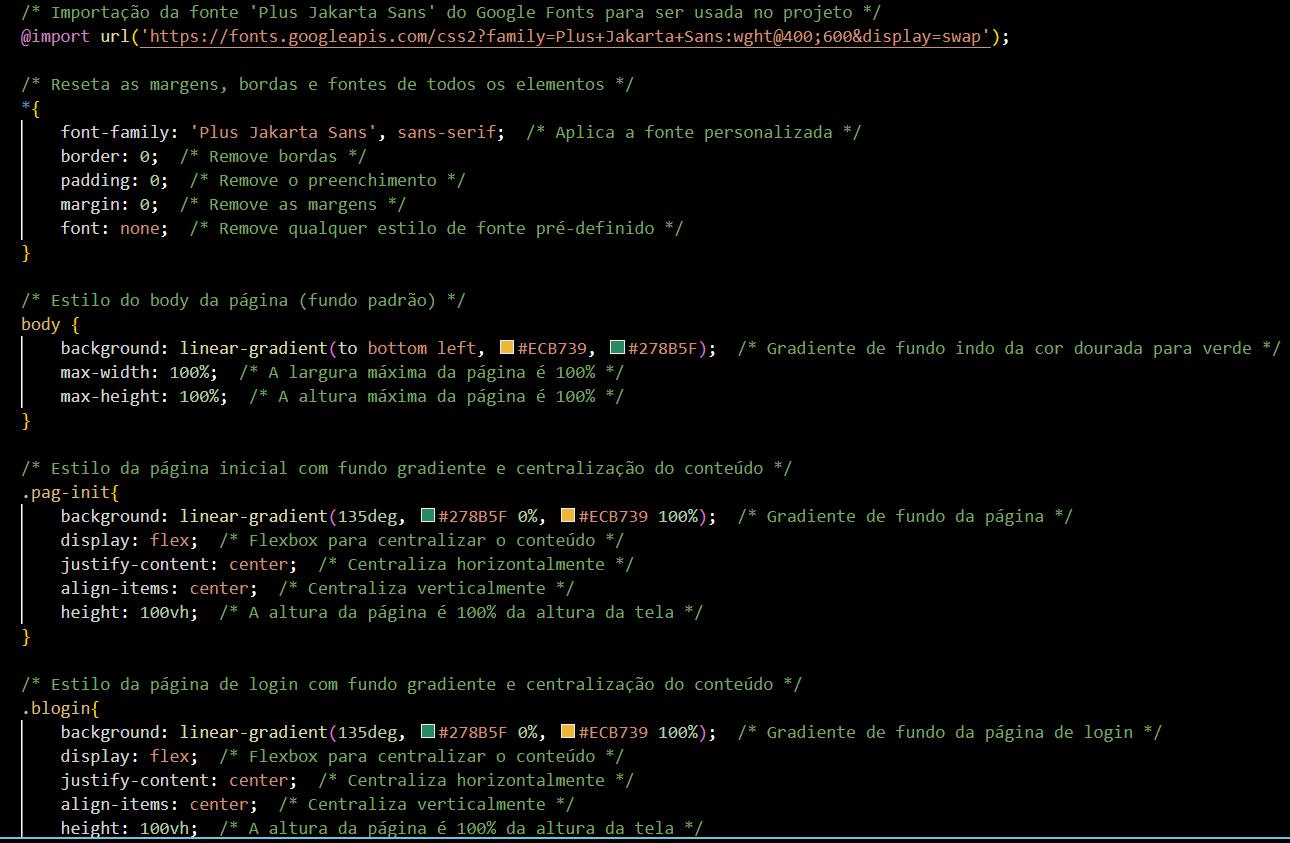 /* Importação da fonte 'Plus Jakarta Sans' do Google Fonts para ser usada no projeto */
@import url('https://fonts.googleapis.com/css2?family=Plus+Jakarta+Sans:wght@400;600&display=swap');

/* Reseta as margens, bordas e fontes de todos os elementos */
*{
    font-family: 'Plus Jakarta Sans', sans-serif;  /* Aplica a fonte personalizada */
    border: 0;  /* Remove bordas */
    padding: 0;  /* Remove o preenchimento */
    margin: 0;  /* Remove as margens */
    font: none;  /* Remove qualquer estilo de fonte pré-definido */
}

/* Estilo do body da página (fundo padrão) */
body {
    background: linear-gradient(to bottom left, #ECB739, #278B5F);  /* Gradiente de fundo indo da cor dourada para verde */
    max-width: 100%;  /* A largura máxima da página é 100% */
    max-height: 100%;  /* A altura máxima da página é 100% */
}

/* Estilo da página inicial com fundo gradiente e centralização do conteúdo */
.pag-init{
    background: linear-gradient(135deg, #278B5F 0%, #ECB739 100%);  /* Gradiente de fundo da página */
    display: flex;  /* Flexbox para centralizar o conteúdo */
    justify-content: center;  /* Centraliza horizontalmente */
    align-items: center;  /* Centraliza verticalmente */
    height: 100vh;  /* A altura da página é 100% da altura da tela */
}

/* Estilo da página de login com fundo gradiente e centralização do conteúdo */
.blogin{
    background: linear-gradient(135deg, #278B5F 0%, #ECB739 100%);  /* Gradiente de fundo da página de login */
    display: flex;  /* Flexbox para centralizar o conteúdo */
    justify-content: center;  /* Centraliza horizontalmente */
    align-items: center;  /* Centraliza verticalmente */
    height: 100vh;  /* A altura da página é 100% da altura da tela */